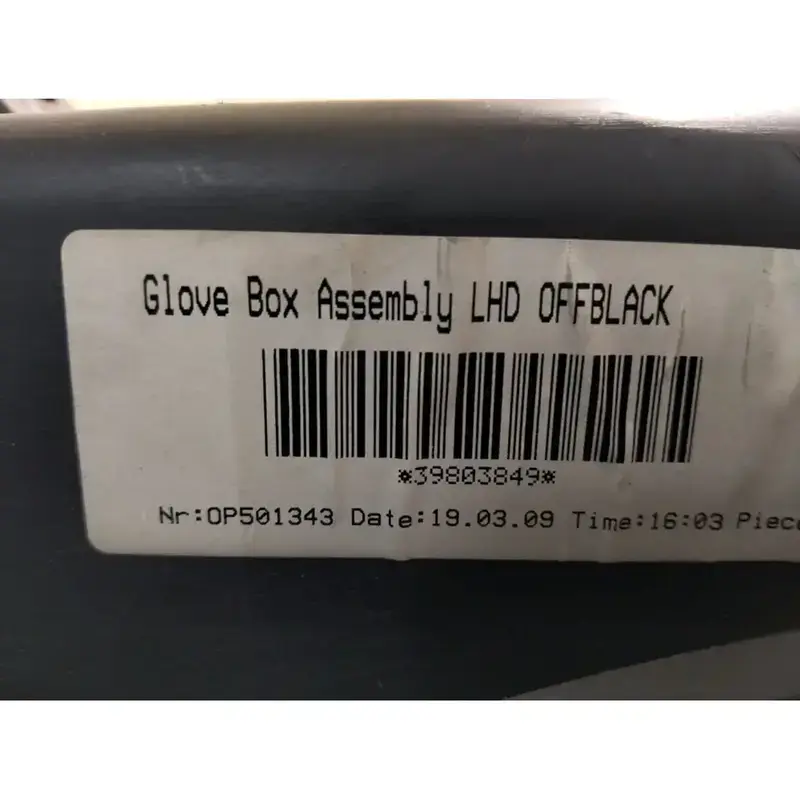 Glove Box Assembly LHD OFFBLACK
*39803849*
Nr:OP501343 Date:19.03.09 Time:16:03